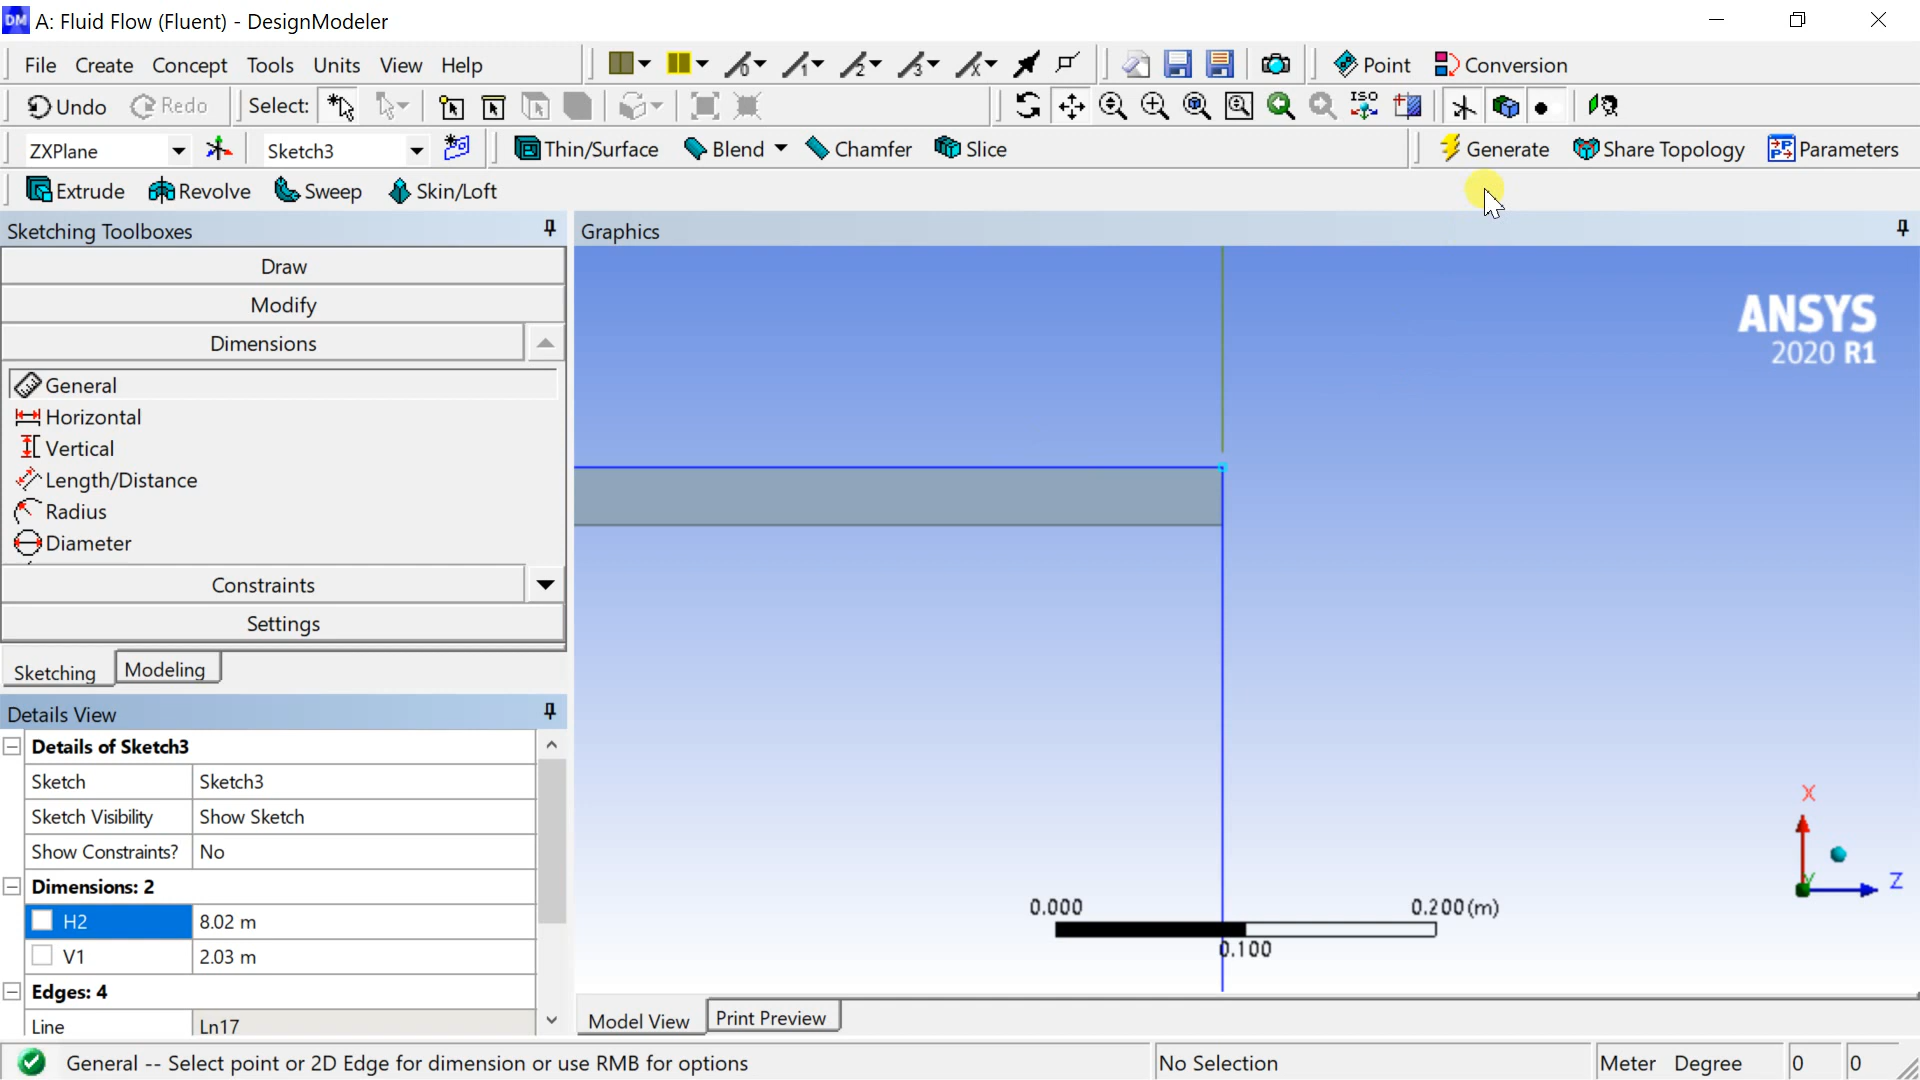 DM A: Fluid Flow (Fluent) - DesignModeler
File Create Concept Tools Units View Help Point Conversion
Undo Redo Select: ISO
ZXPlane Sketch3 Thin/Surface Blend Chamfer Slice Generate Share Topology Parameters
Extrude Revolve Sweep Skin/Loft
Sketching Toolboxes
Draw
Modify
Dimensions
General
Horizontal
Vertical
Length/Distance
Radius
Diameter
Constraints
Settings
Sketching Modeling
Details View
Details of Sketch3
Sketch Sketch3
Sketch Visibility Show Sketch
Show Constraints? No
Dimensions: 2
H2 8.02 m
V1 2.03 m
Edges: 4
Line Ln17
Graphics
ANSYS
2020 R1
X
Y
Z
0.000 0.200 (m)
0.100
Model View Print Preview
General -- Select point or 2D Edge for dimension or use RMB for options No Selection Meter Degree 0 0